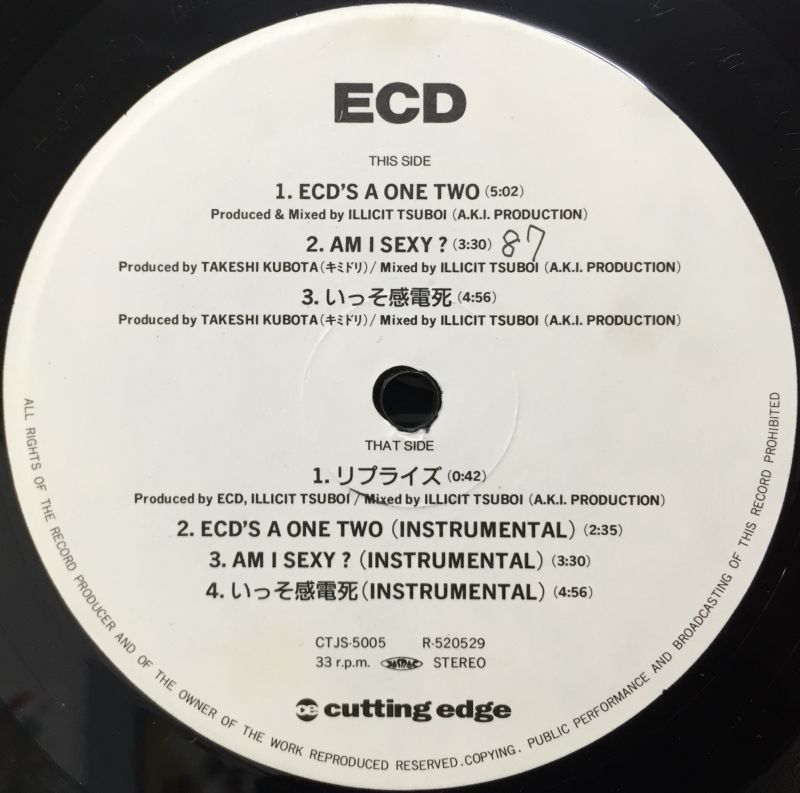 ECD
THIS SIDE
1. ECD'S A ONE TWO (5:02)
Produced & Mixed by ILLICIT TSUBOI (A.K.I. PRODUCTION)
2. AM I SEXY? (3:30) 87
Produced by TAKESHI KUBOTA (キミドリ) / Mixed by ILLICIT TSUBOI (A.K.I. PRODUCTION)
3. いっそ感電死 (4:56)
Produced by TAKESHI KUBOTA (キミドリ) / Mixed by ILLICIT TSUBOI (A.K.I. PRODUCTION)
THAT SIDE
1. リプライズ (0:42)
Produced by ECD, ILLICIT TSUBOI / Mixed by ILLICIT TSUBOI (A.K.I. PRODUCTION)
2. ECD'S A ONE TWO (INSTRUMENTAL) (2:35)
3. AM I SEXY? (INSTRUMENTAL) (3:30)
4. いっそ感電死 (INSTRUMENTAL) (4:56)
CTJS-5005 R-520529
33 r.p.m. STEREO
ce cutting edge
ALL RIGHTS OF THE RECORD PRODUCER AND OF THE OWNER OF THE WORK REPRODUCED RESERVED. COPYING. PUBLIC PERFORMANCE AND BROADCASTING OF THIS RECORD PROHIBITED